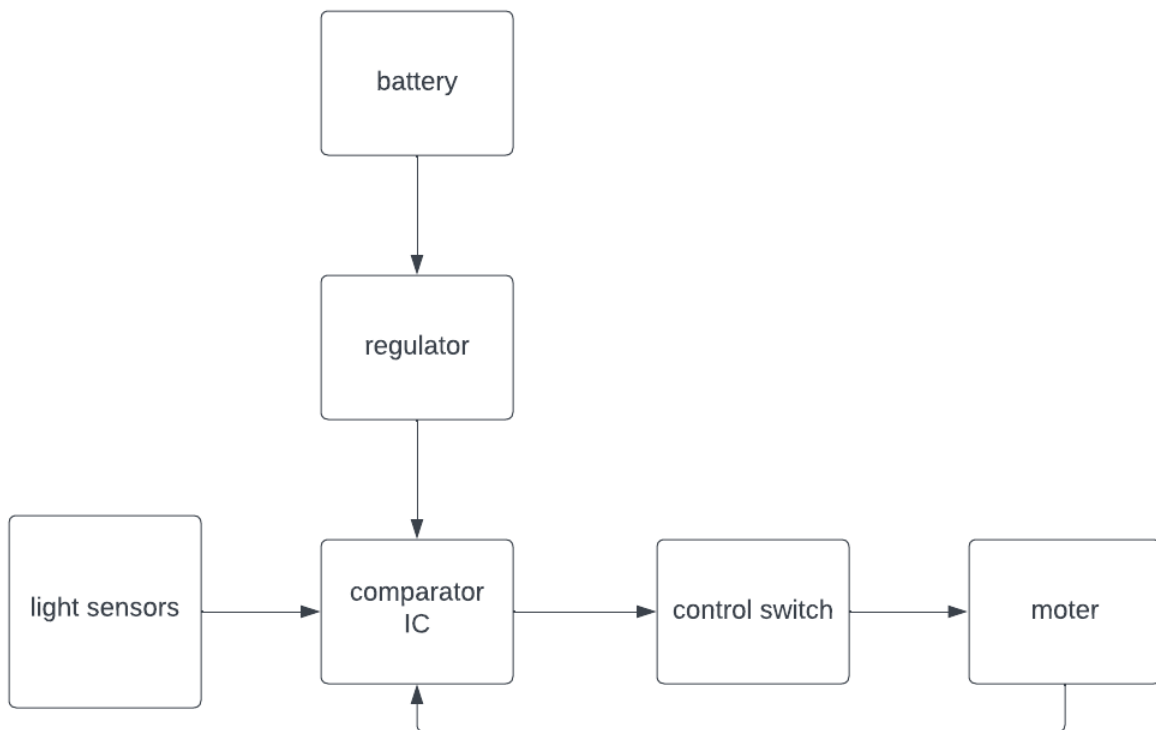 battery
regulator
light sensors
comparator
IC
control switch
moter